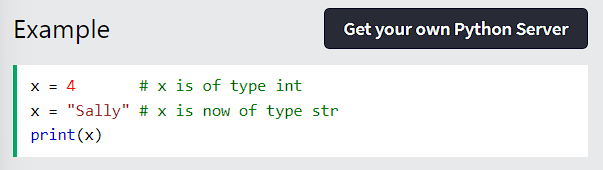 Example
Get your own Python Server
x = 4       # x is of type int
x = "Sally" # x is now of type str
print(x)